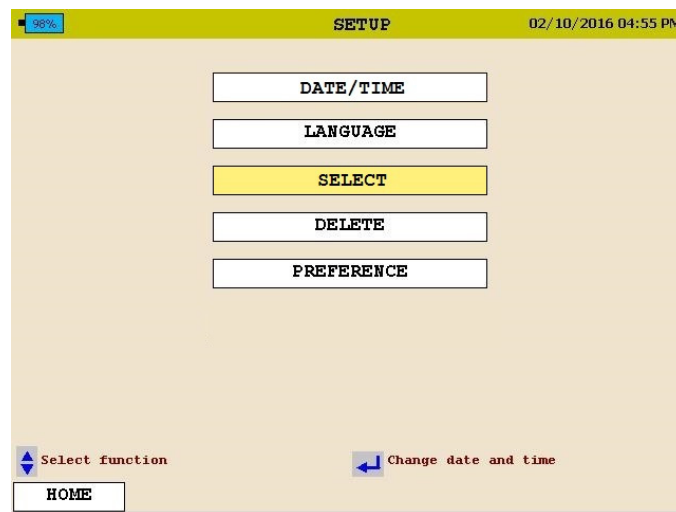 98% SETUP 02/10/2016 04:55 PM
DATE/TIME
LANGUAGE
SELECT
DELETE
PREFERENCE
Select function Change date and time
HOME